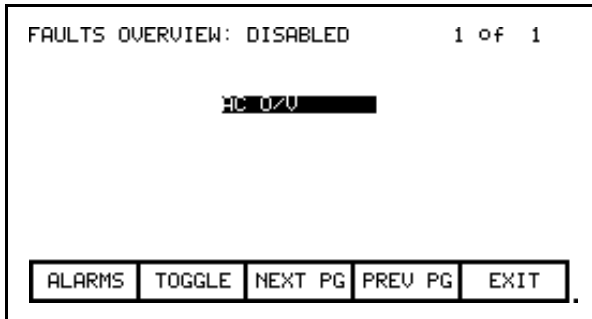 FAULTS OVERVIEW: DISABLED 1 of 1
AC O/V
ALARMS TOGGLE NEXT PG PREV PG EXIT .